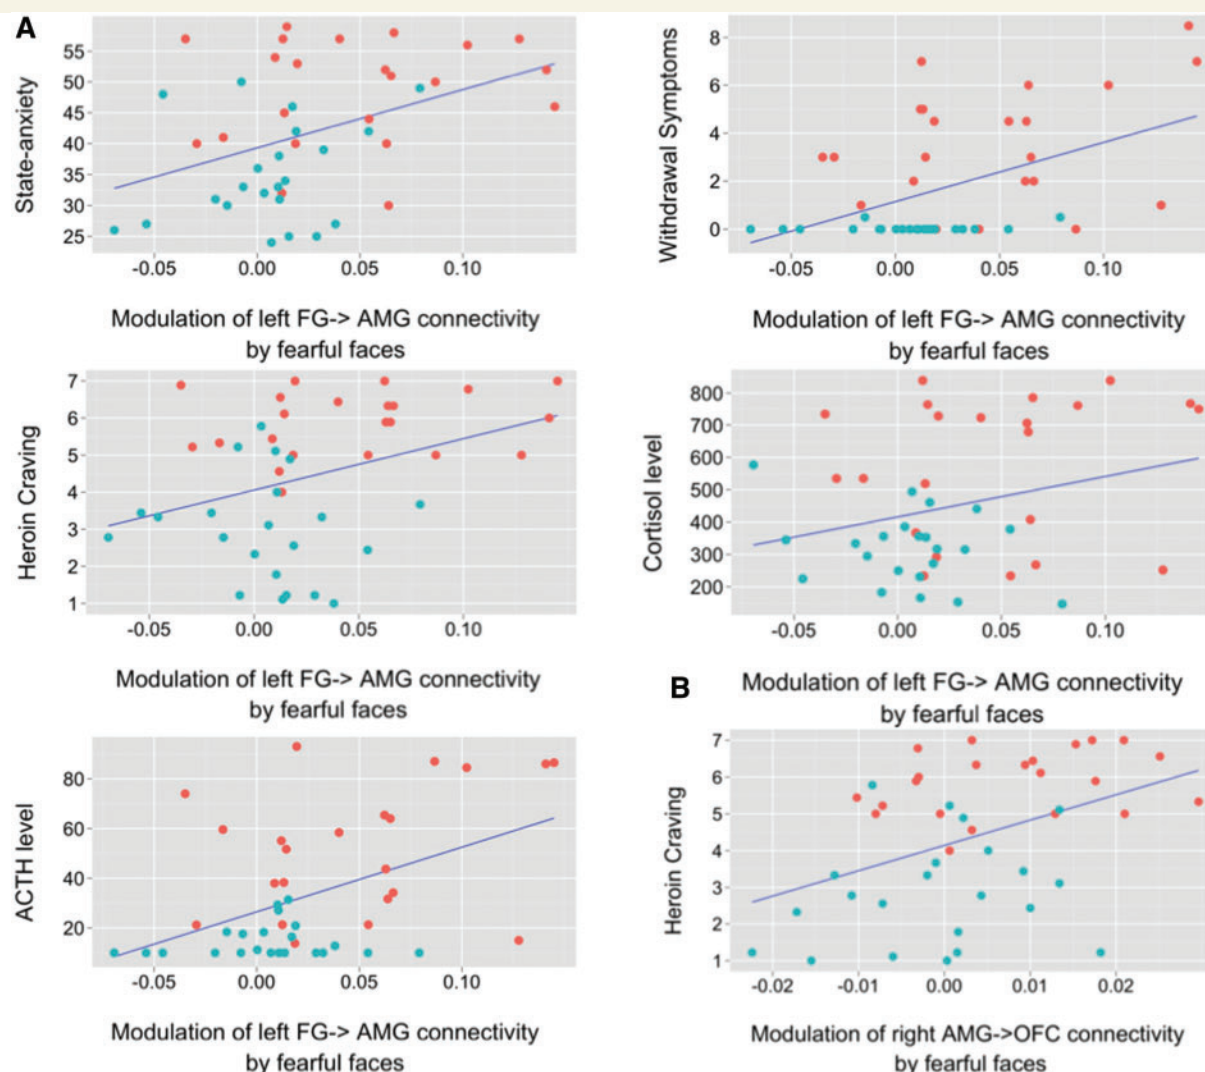 A
State-anxiety
55
50
45
40
35
30
25
-0.05 0.00 0.05 0.10
Modulation of left FG-> AMG connectivity
by fearful faces
Withdrawal Symptoms
8
6
4
2
0
-0.05 0.00 0.05 0.10
Modulation of left FG-> AMG connectivity
by fearful faces
Heroin Craving
7
6
5
4
3
2
1
-0.05 0.00 0.05 0.10
Modulation of left FG-> AMG connectivity
by fearful faces
Cortisol level
800
700
600
500
400
300
200
-0.05 0.00 0.05 0.10
Modulation of left FG-> AMG connectivity
by fearful faces
ACTH level
80
60
40
20
-0.05 0.00 0.05 0.10
Modulation of left FG-> AMG connectivity
by fearful faces
B
Heroin Craving
7
6
5
4
3
2
1
-0.02 -0.01 0.00 0.01 0.02
Modulation of right AMG->OFC connectivity
by fearful faces